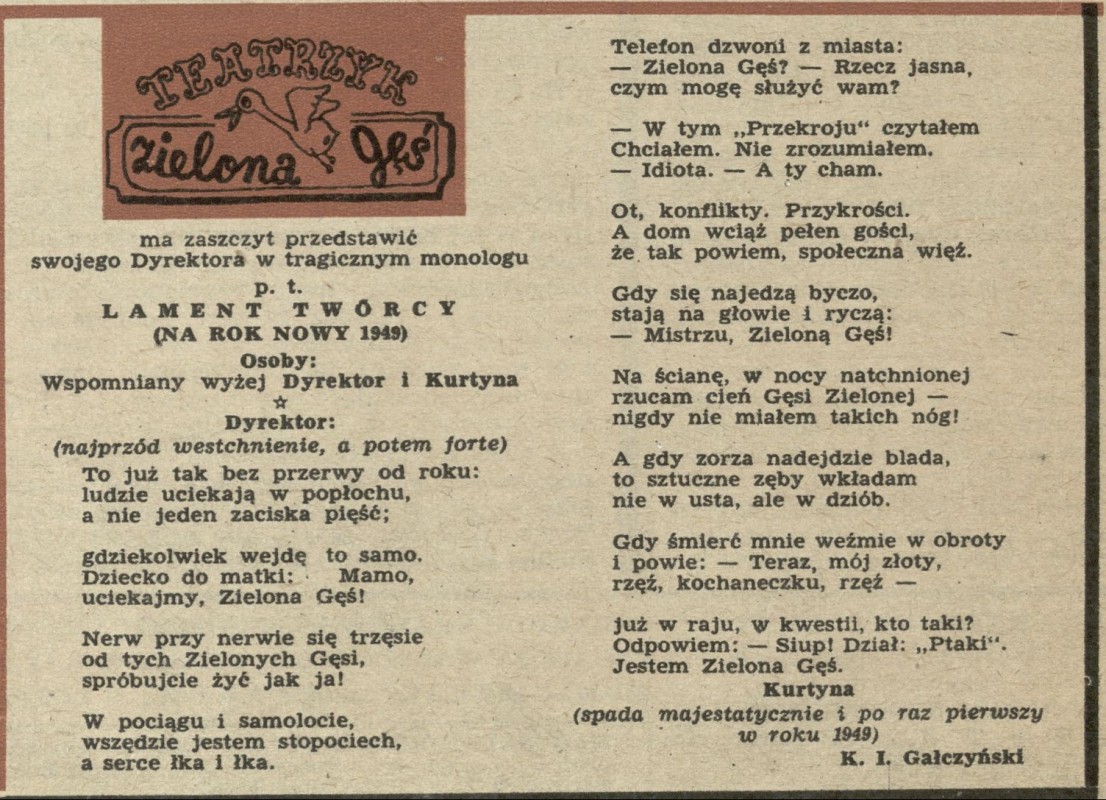 TEATRZYK
zielona gęś
ma zaszczyt przedstawić
swojego Dyrektora w tragicznym monologu
p. t.
LAMENT TWÓRCY
(NA ROK NOWY 1949)
Osoby:
Wspomniany wyżej Dyrektor i Kurtyna
☆
Dyrektor:
(najprzód westchnienie, a potem forte)
To już tak bez przerwy od roku:
ludzie uciekają w popłochu,
a nie jeden zaciska pięść;
gdziekolwiek wejdę to samo.
Dziecko do matki: Mamo,
uciekajmy, Zielona Gęś!
Nerw przy nerwie się trzęsie
od tych Zielonych Gęsi,
spróbujcie żyć jak ja!
W pociągu i samolocie,
wszędzie jestem stopociech,
a serce łka i łka.
Telefon dzwoni z miasta:
— Zielona Gęś? — Rzecz jasna,
czym mogę służyć wam?
— W tym „Przekroju“ czytałem
Chciałem. Nie zrozumiałem.
— Idiota. — A ty cham.
Ot, konflikty. Przykrości.
A dom wciąż pełen gości,
że tak powiem, społeczna więź.
Gdy się najedzą byczo,
stają na głowie i ryczą:
— Mistrzu, Zieloną Gęś!
Na ścianę, w nocy natchnionej
rzucam cień Gęsi Zielonej —
nigdy nie miałem takich nóg!
A gdy zorza nadejdzie blada,
to sztuczne zęby wkładam
nie w usta, ale w dziób.
Gdy śmierć mnie weźmie w obroty
i powie: — Teraz, mój złoty,
rzęź, kochaneczku, rzęź —
już w raju, w kwestii, kto taki?
Odpowiem: — Siup! Dział: „Ptaki“.
Jestem Zielona Gęś.
Kurtyna
(spada majestatycznie i po raz pierwszy
w roku 1949)
K. I. Gałczyński